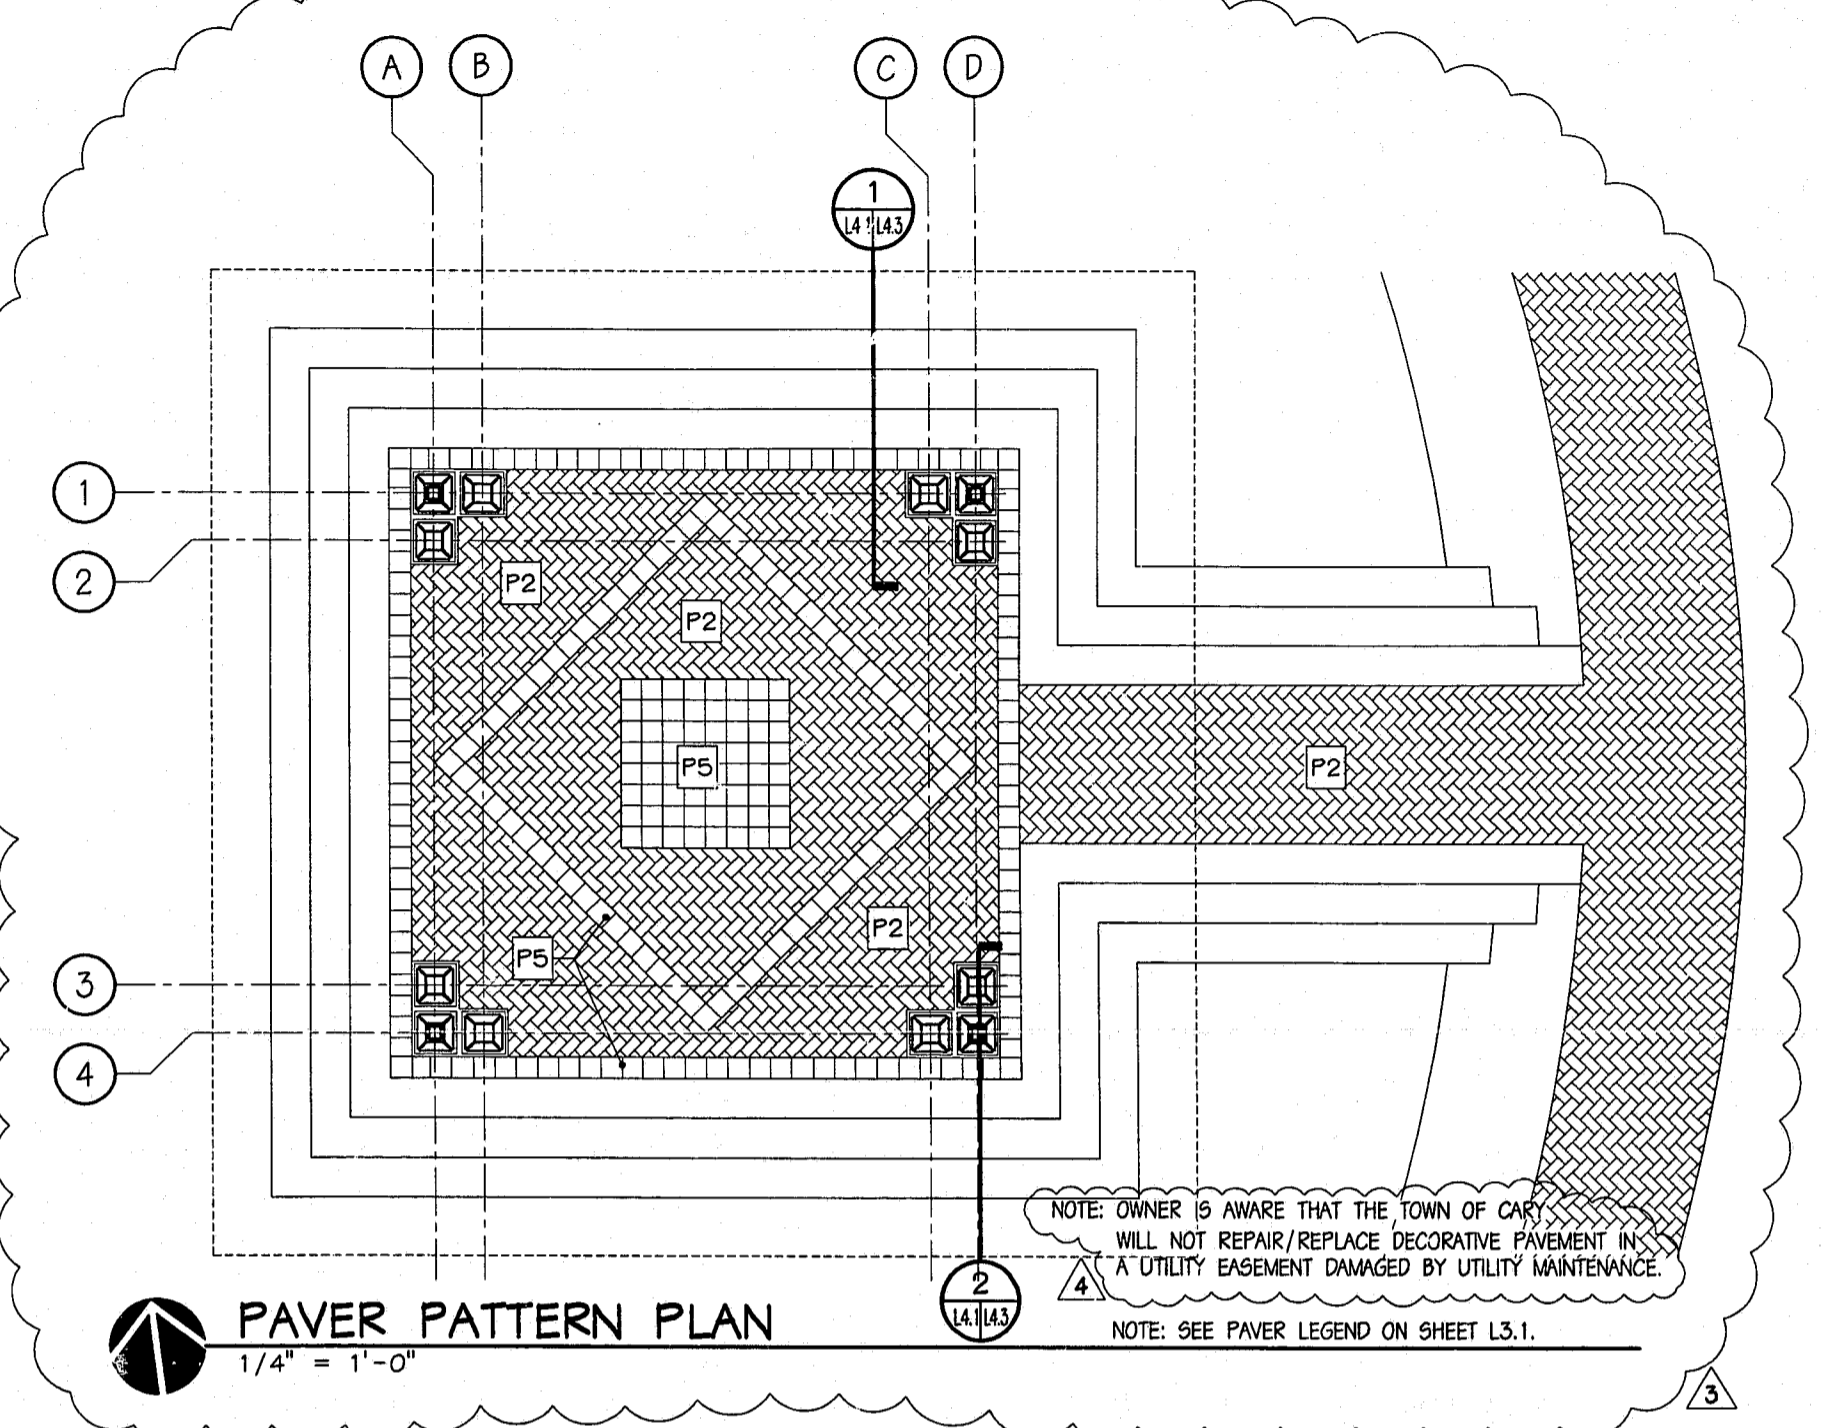 A B C D
1
L4.1 L4.3
1
2
P2
P2
P5
P2
P2
P5
3
4
NOTE: OWNER IS AWARE THAT THE TOWN OF CARY
WILL NOT REPAIR/REPLACE DECORATIVE PAVEMENT IN
A UTILITY EASEMENT DAMAGED BY UTILITY MAINTENANCE.
4
2
L4.1 L4.3
PAVER PATTERN PLAN
1/4" = 1'-0"
NOTE: SEE PAVER LEGEND ON SHEET L3.1.
3